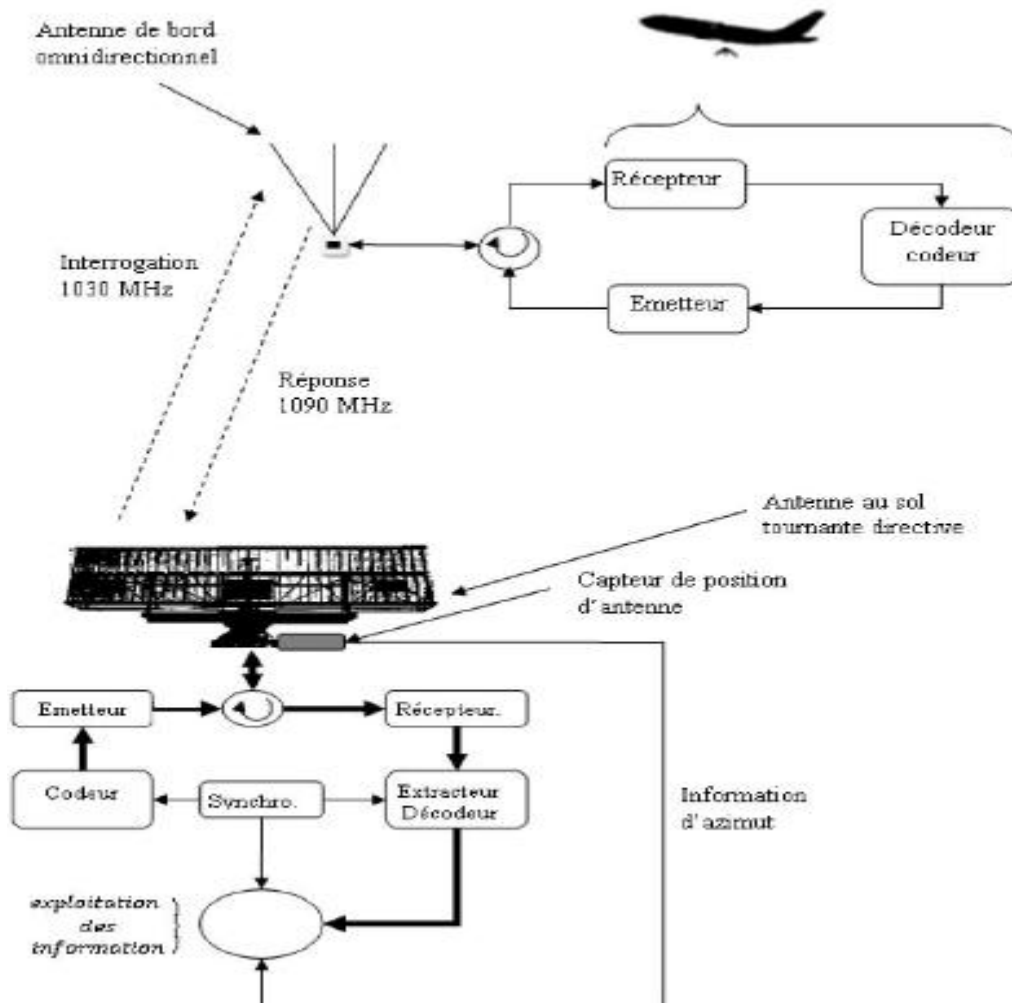 Antenne de bord
omnidirectionnel
Récepteur
Décodeur
codeur
Emetteur
Interrogation
1030 MHz
Réponse
1090 MHz
Antenne au sol
tournante directive
Capteur de position
d'antenne
Emetteur
Récepteur.
Codeur
Synchro.
Extracteur
Décodeur
Information
d'azimut
exploitation
des
information